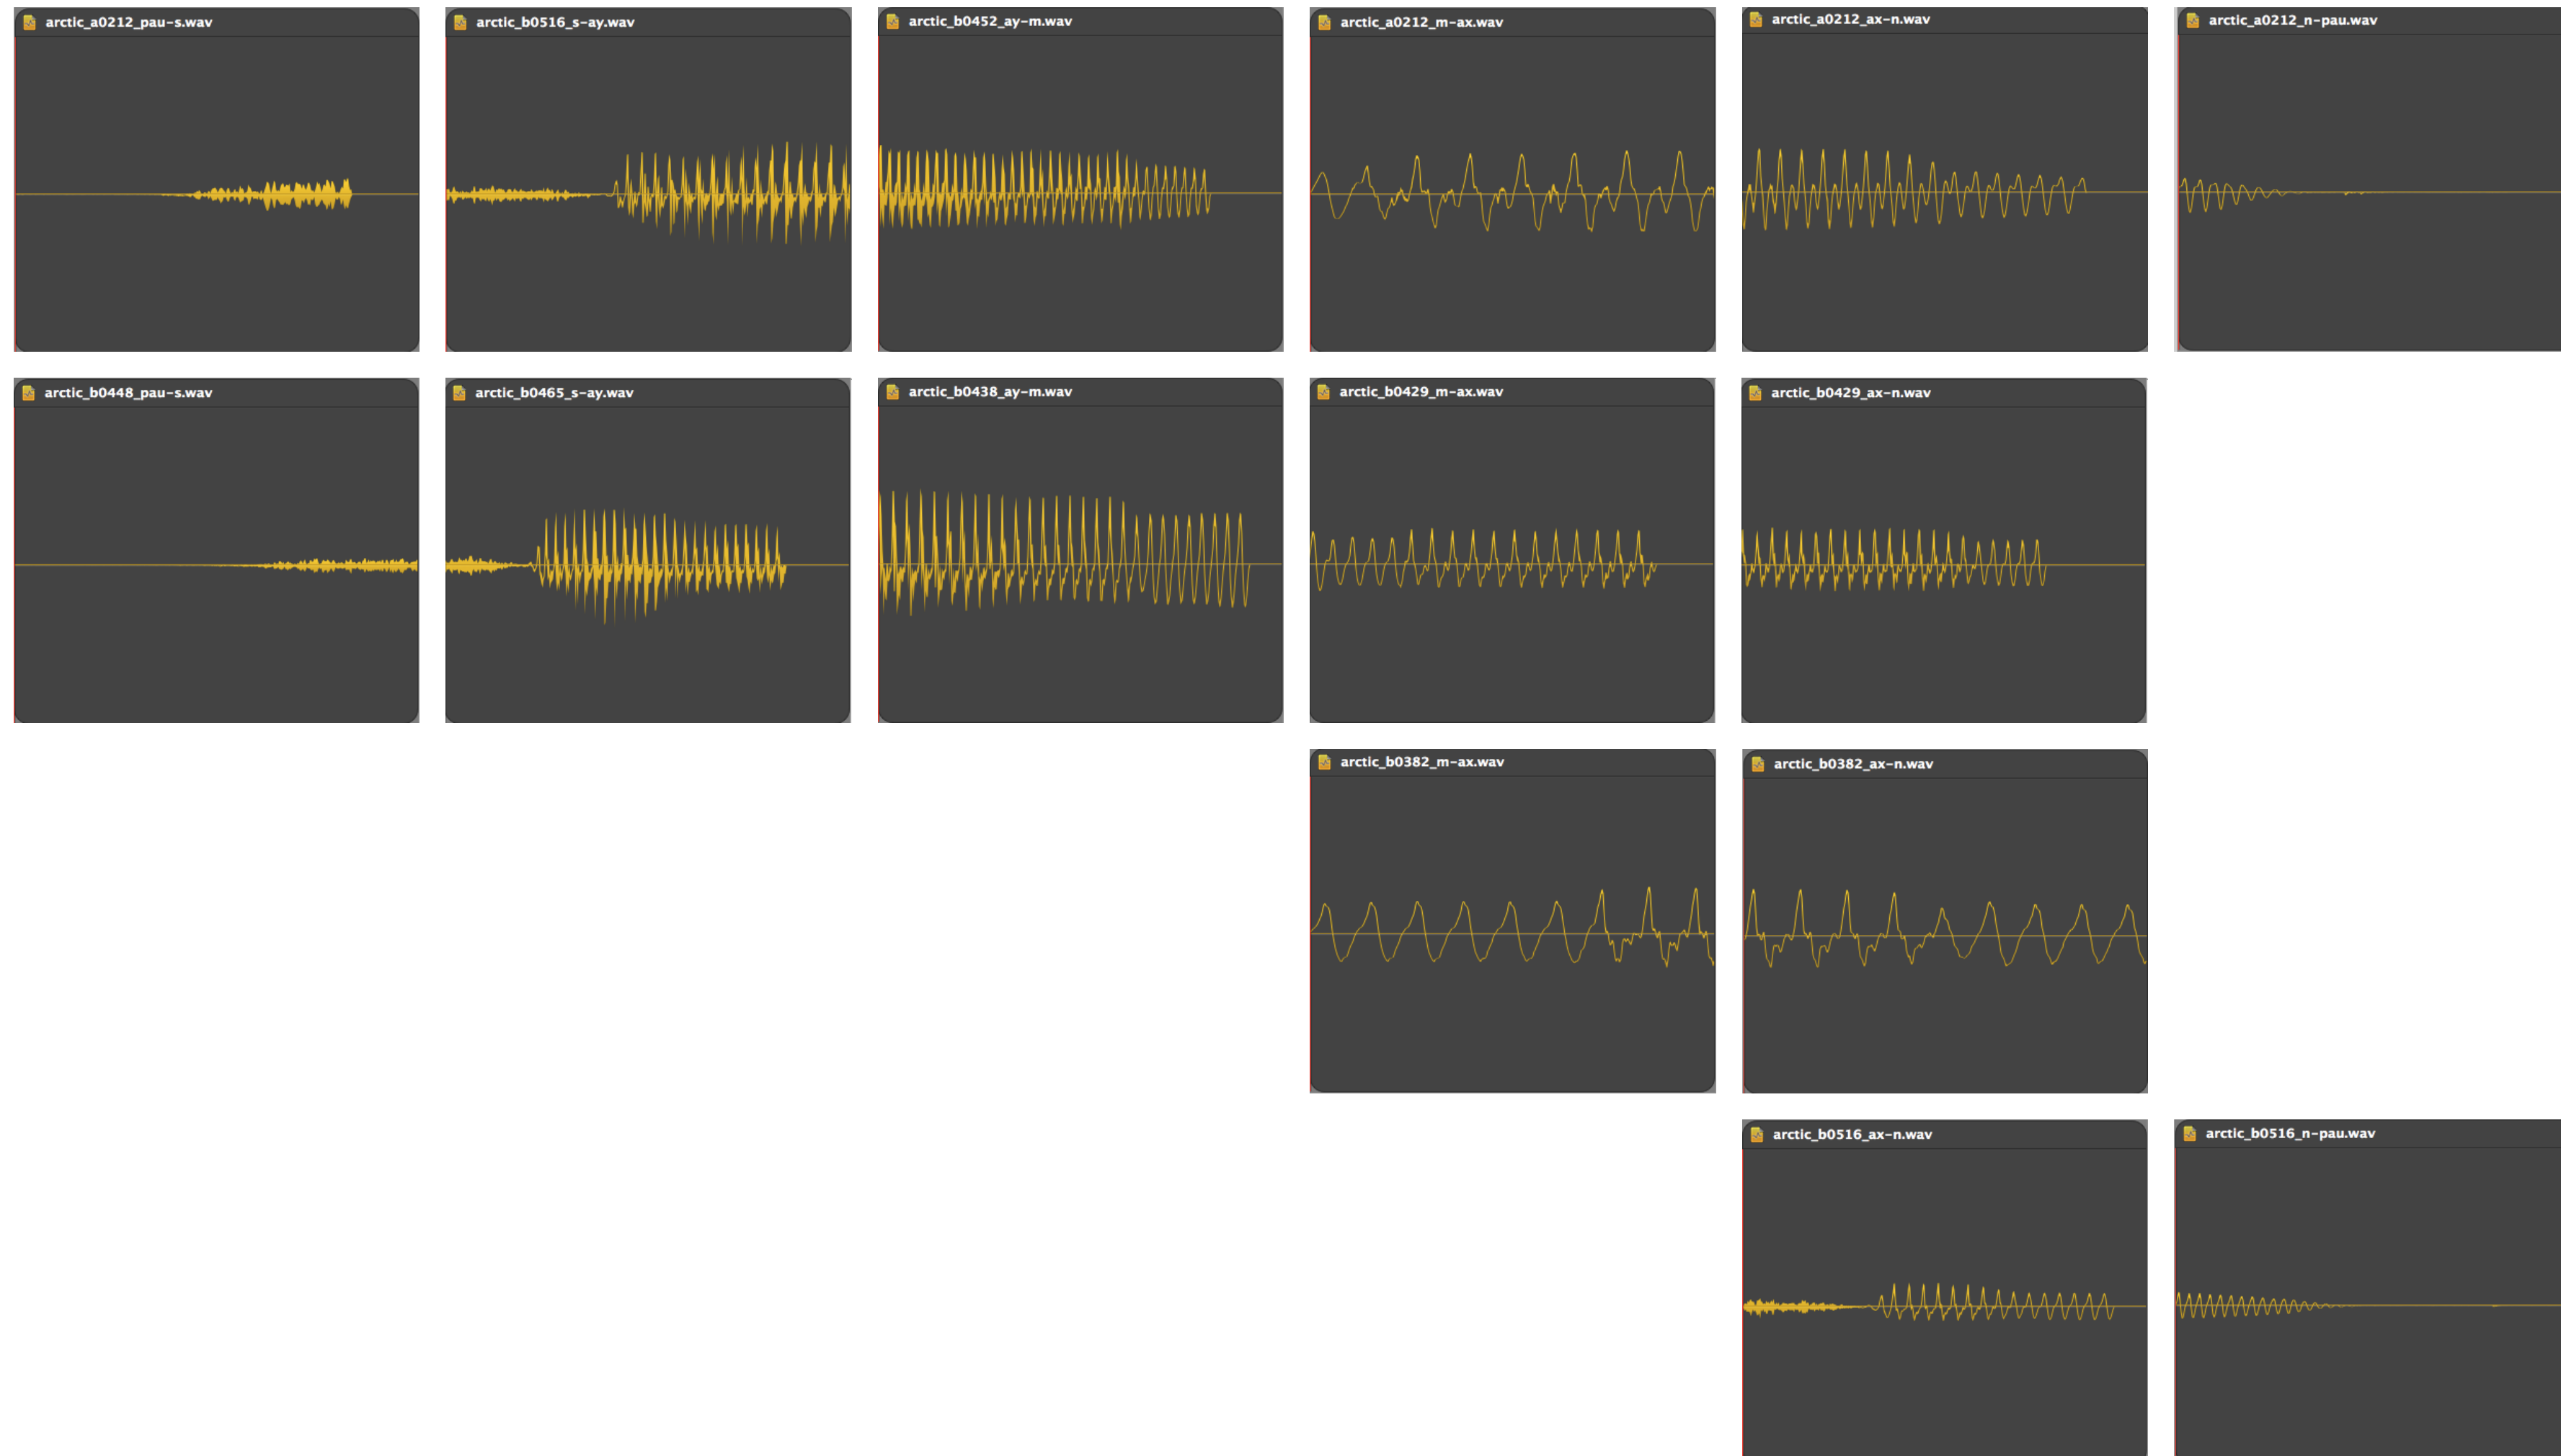 arctic_a0212_pau-s.wav
arctic_b0516_s-ay.wav
arctic_b0452_ay-m.wav
arctic_a0212_m-ax.wav
arctic_a0212_ax-n.wav
arctic_a0212_n-pau.wav
arctic_b0448_pau-s.wav
arctic_b0465_s-ay.wav
arctic_b0438_ay-m.wav
arctic_b0429_m-ax.wav
arctic_b0429_ax-n.wav
arctic_b0382_m-ax.wav
arctic_b0382_ax-n.wav
arctic_b0516_ax-n.wav
arctic_b0516_n-pau.wav